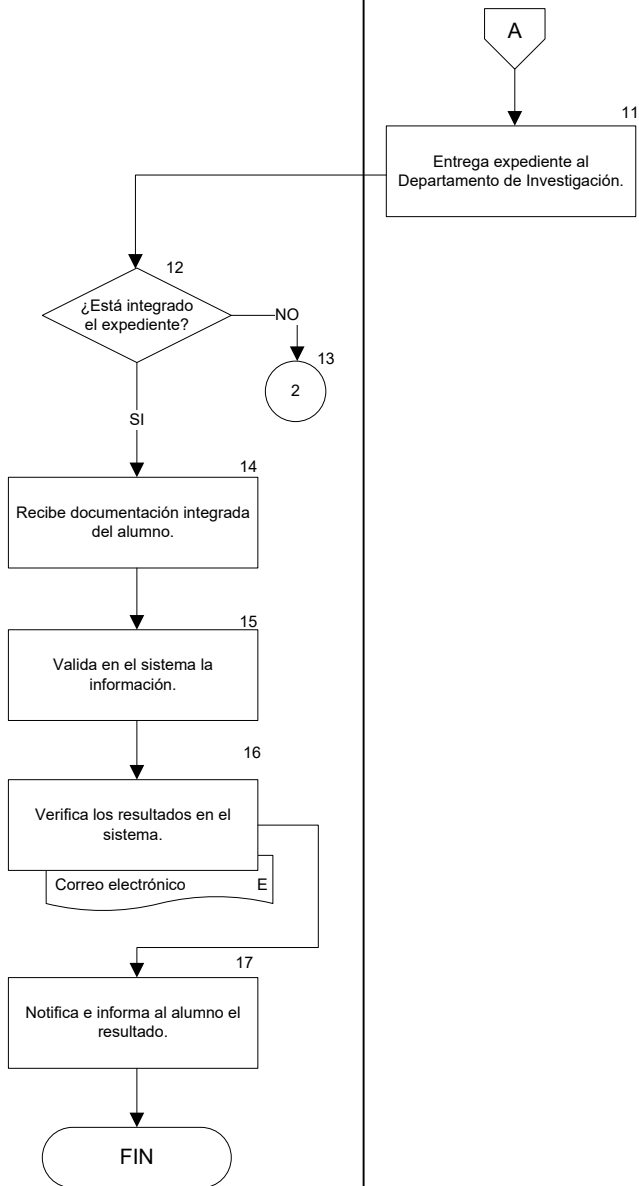 A
11
Entrega expediente al
Departamento de Investigación.
12
¿Está integrado
el expediente?
NO
13
2
SI
14
Recibe documentación integrada
del alumno.
15
Valida en el sistema la
información.
16
Verifica los resultados en el
sistema.
Correo electrónico E
17
Notifica e informa al alumno el
resultado.
FIN